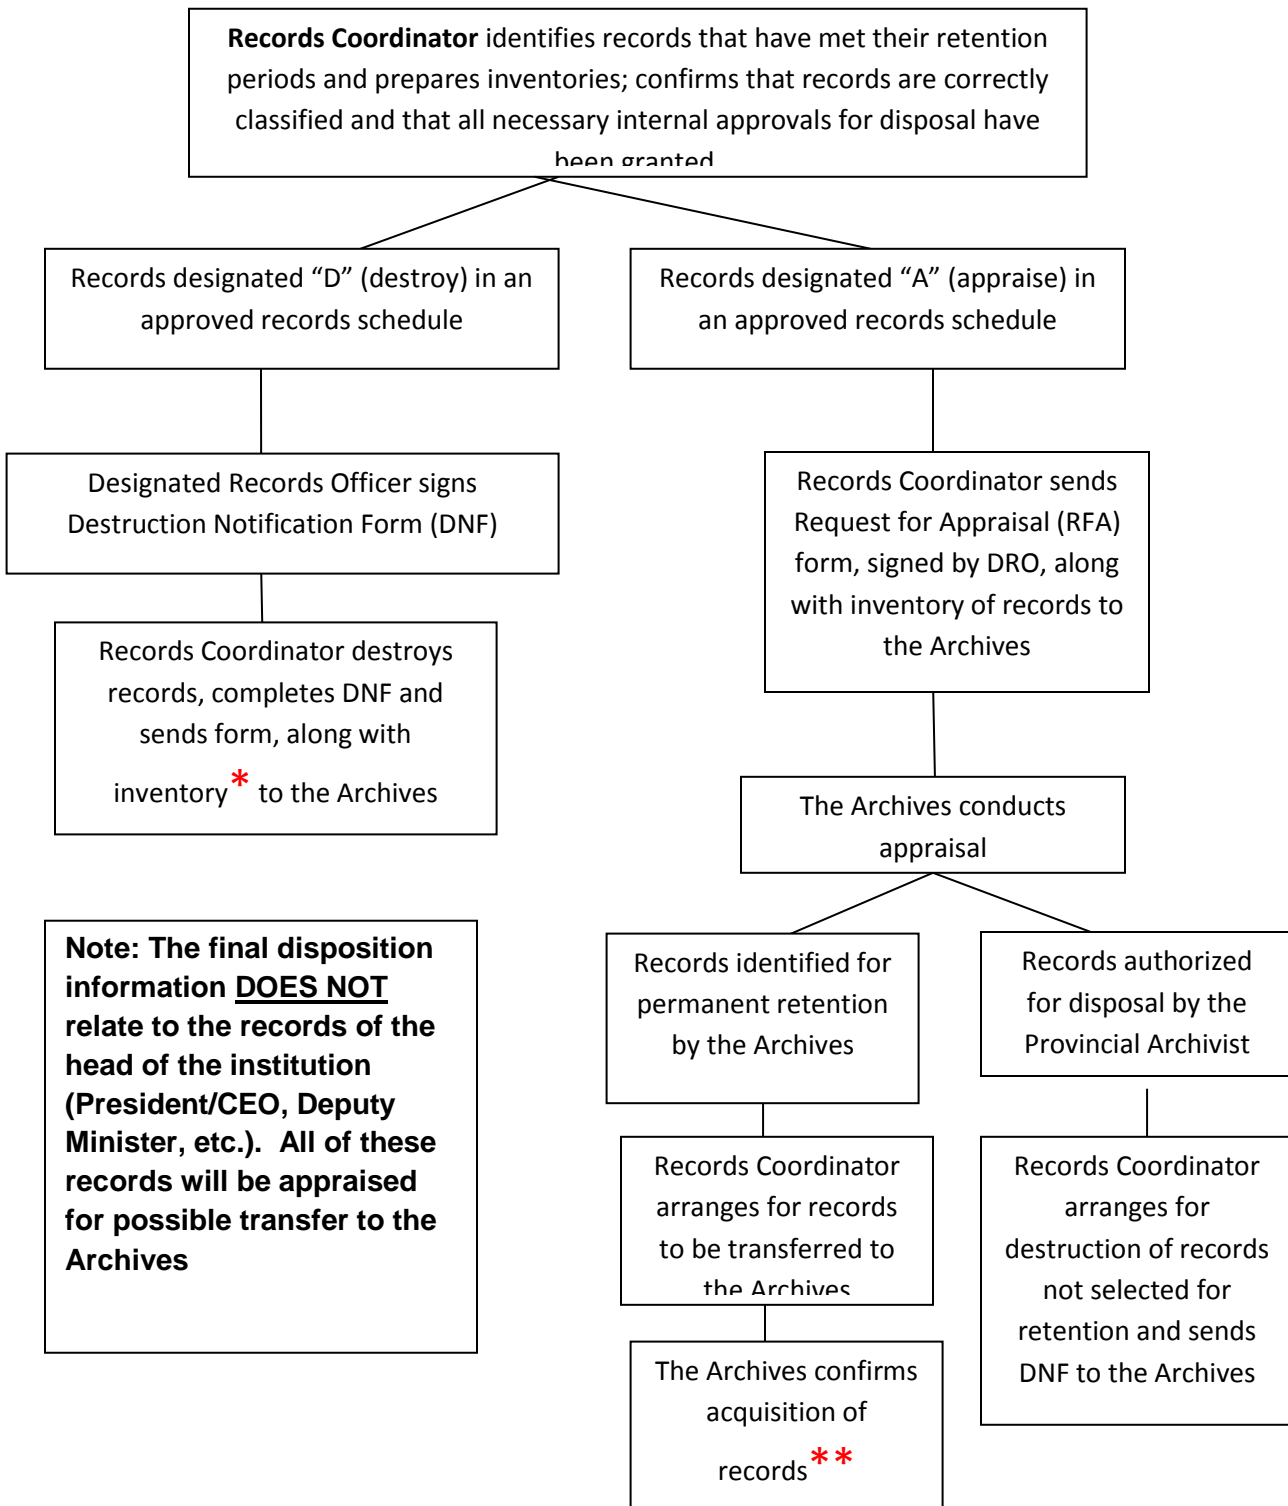 Records Coordinator identifies records that have met their retention
periods and prepares inventories; confirms that records are correctly
classified and that all necessary internal approvals for disposal have
been granted
Records designated “D” (destroy) in an
approved records schedule
Records designated “A” (appraise) in
an approved records schedule
Designated Records Officer signs
Destruction Notification Form (DNF)
Records Coordinator sends
Request for Appraisal (RFA)
form, signed by DRO, along
with inventory of records to
the Archives
Records Coordinator destroys
records, completes DNF and
sends form, along with
inventory* to the Archives
The Archives conducts
appraisal
Note: The final disposition
information DOES NOT
relate to the records of the
head of the institution
(President/CEO, Deputy
Minister, etc.).  All of these
records will be appraised
for possible transfer to the
Archives
Records identified for
permanent retention
by the Archives
Records authorized
for disposal by the
Provincial Archivist
Records Coordinator
arranges for records
to be transferred to
the Archives
Records Coordinator
arranges for
destruction of records
not selected for
retention and sends
DNF to the Archives
The Archives confirms
acquisition of
records**